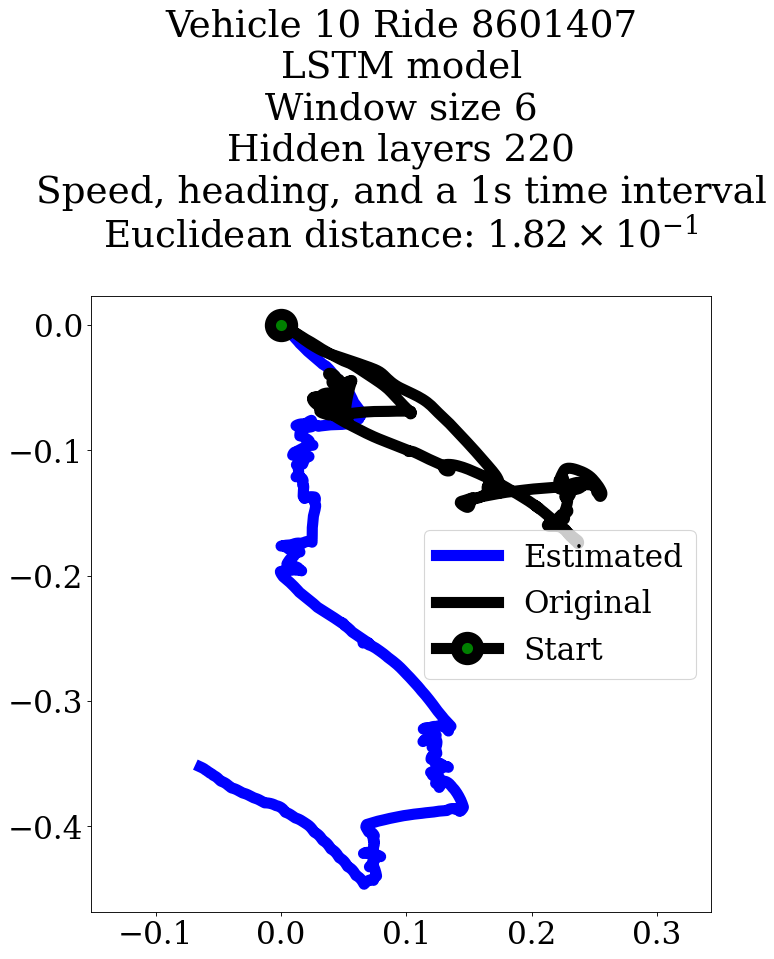 Vehicle 10 Ride 8601407
LSTM model
Window size 6
Hidden layers 220
Speed, heading, and a 1s time interval
Euclidean distance: 1.82 × 10⁻¹
0.0
−0.1
−0.2
−0.3
−0.4
Estimated
Original
Start
−0.1 0.0 0.1 0.2 0.3